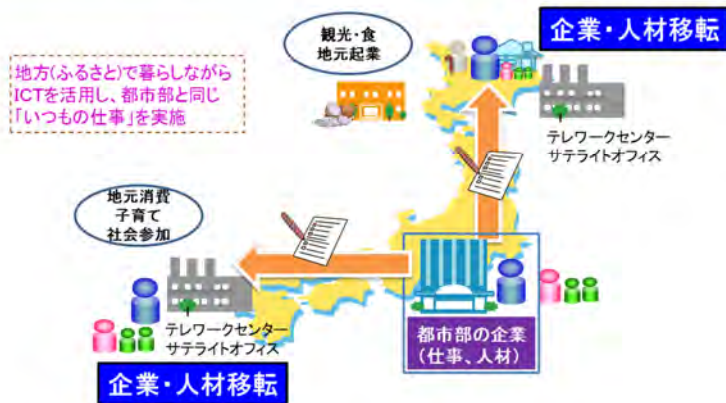 企業・人材移転
観光・食
地元起業
地方(ふるさと)で暮らしながら
ICTを活用し、都市部と同じ
「いつもの仕事」を実施
テレワークセンター
サテライトオフィス
地元消費
子育て
社会参加
テレワークセンター
サテライトオフィス
都市部の企業
(仕事、人材)
企業・人材移転